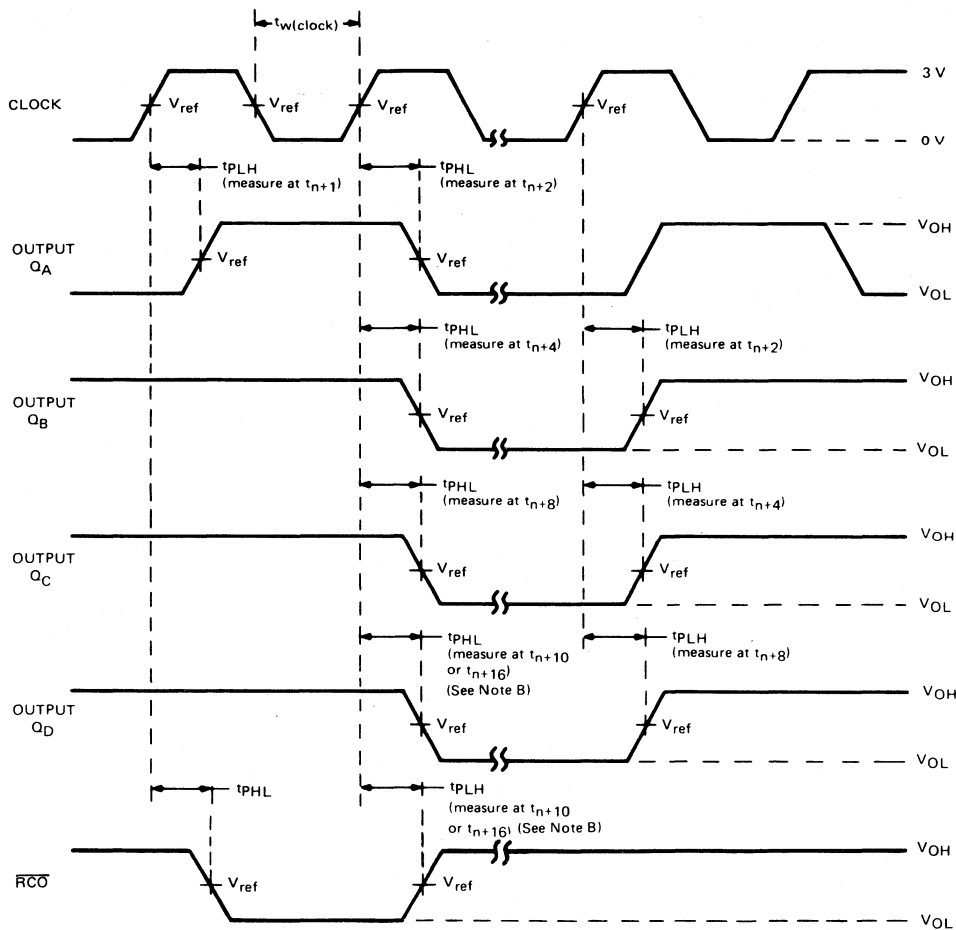 tw(clock)
3 V
CLOCK
Vref
Vref
Vref
Vref
0 V
tPLH
(measure at tn+1)
tPHL
(measure at tn+2)
VOH
OUTPUT
QA
Vref
Vref
VOL
tPHL
(measure at tn+4)
tPLH
(measure at tn+2)
VOH
OUTPUT
QB
Vref
Vref
VOL
tPHL
(measure at tn+8)
tPLH
(measure at tn+4)
VOH
OUTPUT
QC
Vref
Vref
VOL
tPHL
(measure at tn+10
or tn+16)
(See Note B)
tPLH
(measure at tn+8)
VOH
OUTPUT
QD
Vref
Vref
VOL
tPHL
tPLH
(measure at tn+10
or tn+16) (See Note B)
VOH
RCO
Vref
Vref
VOL